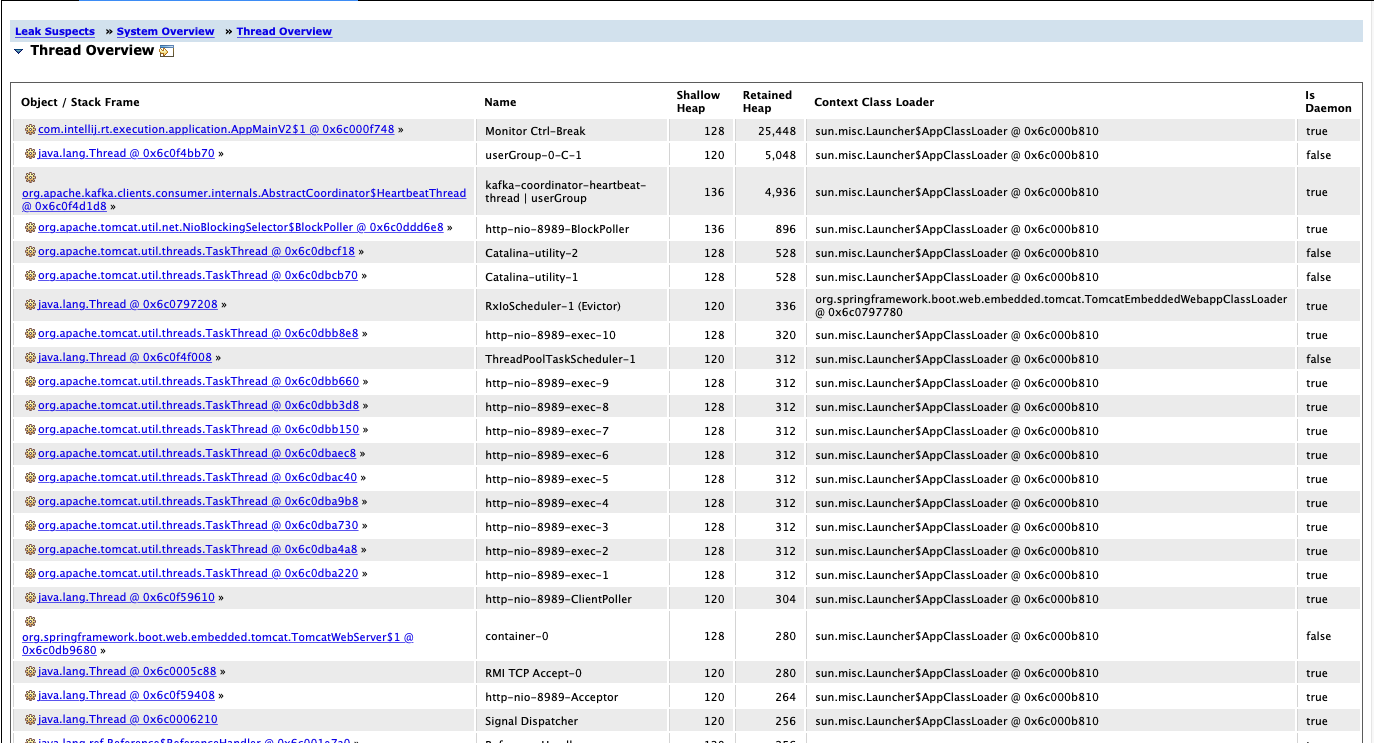 Leak Suspects » System Overview » Thread Overview
Thread Overview
Object / Stack Frame Name Shallow Heap Retained Heap Context Class Loader Is Daemon
com.intellij.rt.execution.application.AppMainV2$1 @ 0x6c000f748 » Monitor Ctrl-Break 128 25,448 sun.misc.Launcher$AppClassLoader @ 0x6c000b810 true
java.lang.Thread @ 0x6c0f4bb70 » userGroup-0-C-1 120 5,048 sun.misc.Launcher$AppClassLoader @ 0x6c000b810 false
org.apache.kafka.clients.consumer.internals.AbstractCoordinator$HeartbeatThread @ 0x6c0f4d1d8 » kafka-coordinator-heartbeat-thread | userGroup 136 4,936 sun.misc.Launcher$AppClassLoader @ 0x6c000b810 true
org.apache.tomcat.util.net.NioBlockingSelector$BlockPoller @ 0x6c0ddd6e8 » http-nio-8989-BlockPoller 136 896 sun.misc.Launcher$AppClassLoader @ 0x6c000b810 true
org.apache.tomcat.util.threads.TaskThread @ 0x6c0dbcf18 » Catalina-utility-2 128 528 sun.misc.Launcher$AppClassLoader @ 0x6c000b810 false
org.apache.tomcat.util.threads.TaskThread @ 0x6c0dbcb70 » Catalina-utility-1 128 528 sun.misc.Launcher$AppClassLoader @ 0x6c000b810 false
java.lang.Thread @ 0x6c0797208 » RxIoScheduler-1 (Evictor) 120 336 org.springframework.boot.web.embedded.tomcat.TomcatEmbeddedWebappClassLoader @ 0x6c0797780 true
org.apache.tomcat.util.threads.TaskThread @ 0x6c0dbb8e8 » http-nio-8989-exec-10 128 320 sun.misc.Launcher$AppClassLoader @ 0x6c000b810 true
java.lang.Thread @ 0x6c0f4f008 » ThreadPoolTaskScheduler-1 120 312 sun.misc.Launcher$AppClassLoader @ 0x6c000b810 false
org.apache.tomcat.util.threads.TaskThread @ 0x6c0dbb660 » http-nio-8989-exec-9 128 312 sun.misc.Launcher$AppClassLoader @ 0x6c000b810 true
org.apache.tomcat.util.threads.TaskThread @ 0x6c0dbb3d8 » http-nio-8989-exec-8 128 312 sun.misc.Launcher$AppClassLoader @ 0x6c000b810 true
org.apache.tomcat.util.threads.TaskThread @ 0x6c0dbb150 » http-nio-8989-exec-7 128 312 sun.misc.Launcher$AppClassLoader @ 0x6c000b810 true
org.apache.tomcat.util.threads.TaskThread @ 0x6c0dbaec8 » http-nio-8989-exec-6 128 312 sun.misc.Launcher$AppClassLoader @ 0x6c000b810 true
org.apache.tomcat.util.threads.TaskThread @ 0x6c0dbac40 » http-nio-8989-exec-5 128 312 sun.misc.Launcher$AppClassLoader @ 0x6c000b810 true
org.apache.tomcat.util.threads.TaskThread @ 0x6c0dba9b8 » http-nio-8989-exec-4 128 312 sun.misc.Launcher$AppClassLoader @ 0x6c000b810 true
org.apache.tomcat.util.threads.TaskThread @ 0x6c0dba730 » http-nio-8989-exec-3 128 312 sun.misc.Launcher$AppClassLoader @ 0x6c000b810 true
org.apache.tomcat.util.threads.TaskThread @ 0x6c0dba4a8 » http-nio-8989-exec-2 128 312 sun.misc.Launcher$AppClassLoader @ 0x6c000b810 true
org.apache.tomcat.util.threads.TaskThread @ 0x6c0dba220 » http-nio-8989-exec-1 128 312 sun.misc.Launcher$AppClassLoader @ 0x6c000b810 true
java.lang.Thread @ 0x6c0f59610 » http-nio-8989-ClientPoller 120 304 sun.misc.Launcher$AppClassLoader @ 0x6c000b810 true
org.springframework.boot.web.embedded.tomcat.TomcatWebServer$1 @ 0x6c0db9680 » container-0 128 280 sun.misc.Launcher$AppClassLoader @ 0x6c000b810 false
java.lang.Thread @ 0x6c0005c88 » RMI TCP Accept-0 120 280 sun.misc.Launcher$AppClassLoader @ 0x6c000b810 true
java.lang.Thread @ 0x6c0f59408 » http-nio-8989-Acceptor 120 264 sun.misc.Launcher$AppClassLoader @ 0x6c000b810 true
java.lang.Thread @ 0x6c0006210 Signal Dispatcher 120 256 sun.misc.Launcher$AppClassLoader @ 0x6c000b810 true